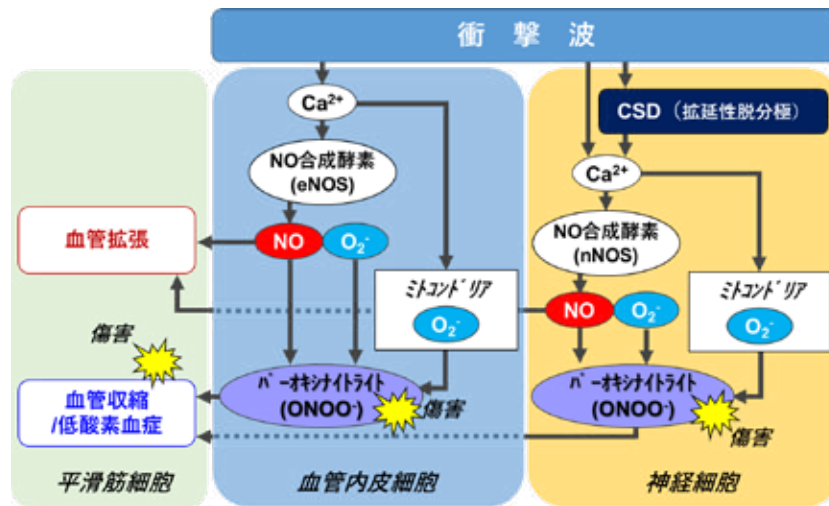 衝撃波
CSD（拡延性脱分極）
Ca²⁺
NO合成酵素
(eNOS)
Ca²⁺
NO合成酵素
(nNOS)
血管拡張
NO
O₂⁻
ミトコンドリア
O₂⁻
NO
O₂⁻
ミトコンドリア
O₂⁻
傷害
血管収縮
/低酸素血症
パーオキシナイトライト
(ONOO⁻)
傷害
パーオキシナイトライト
(ONOO⁻)
傷害
平滑筋細胞
血管内皮細胞
神経細胞